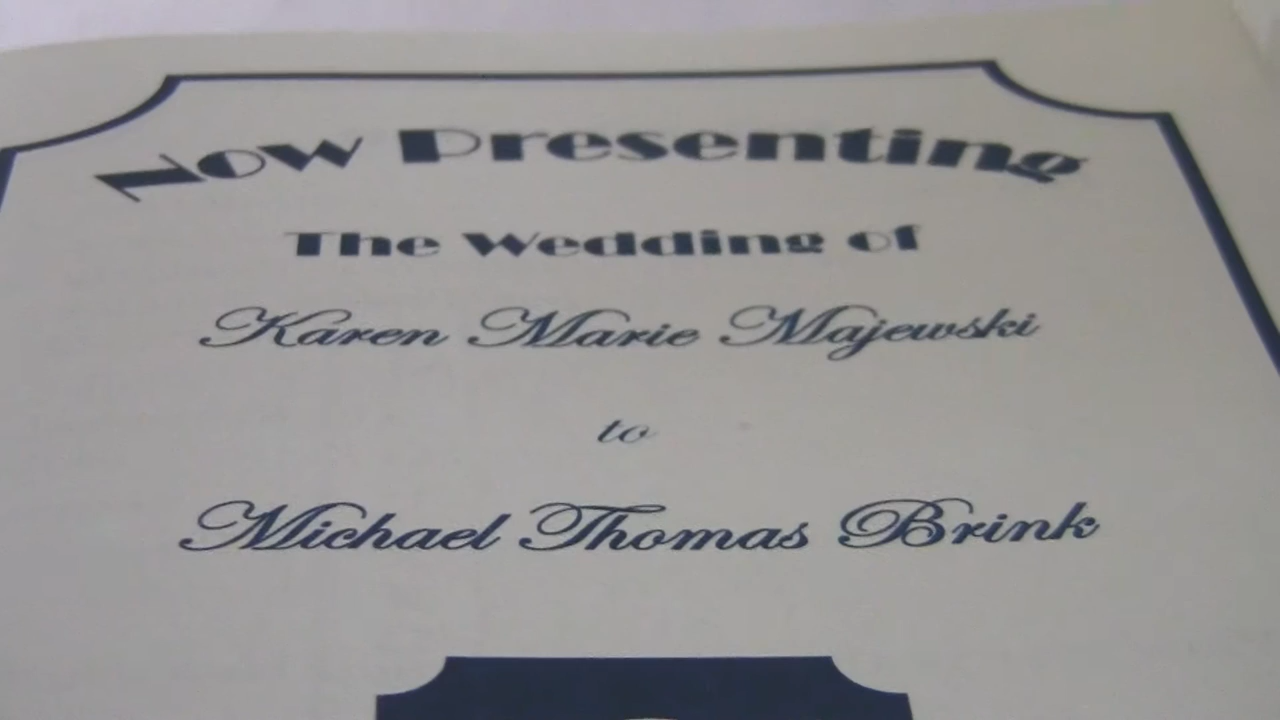 Now Presenting
The Wedding of
Karen Marie Majewski
to
Michael Thomas Brink